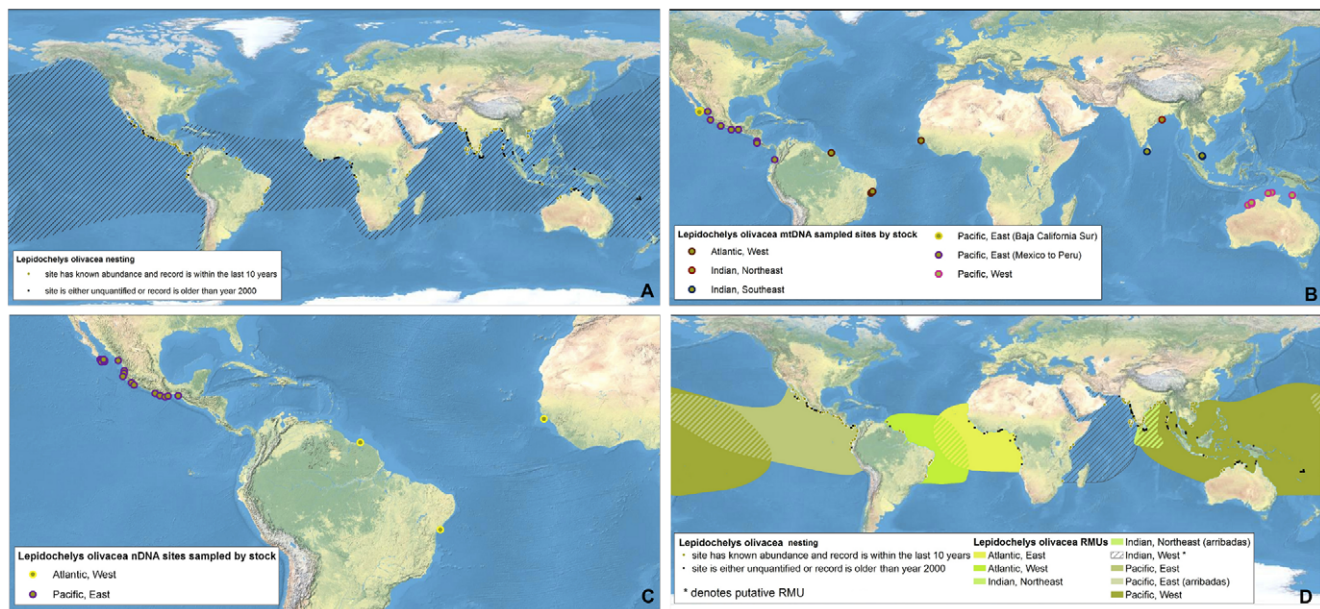 Lepidochelys olivacea nesting
site has known abundance and record is within the last 10 years
site is either unquantified or record is older than year 2000
A
Lepidochelys olivacea mtDNA sampled sites by stock
Atlantic, West
Indian, Northeast
Indian, Southeast
Pacific, East (Baja California Sur)
Pacific, East (Mexico to Peru)
Pacific, West
B
Lepidochelys olivacea nDNA sites sampled by stock
Atlantic, West
Pacific, East
C
Lepidochelys olivacea nesting
site has known abundance and record is within the last 10 years
site is either unquantified or record is older than year 2000
* denotes putative RMU
Lepidochelys olivacea RMUs
Atlantic, East
Atlantic, West
Indian, Northeast
Indian, Northeast (arribadas)
Indian, West *
Pacific, East
Pacific, East (arribadas)
Pacific, West
D